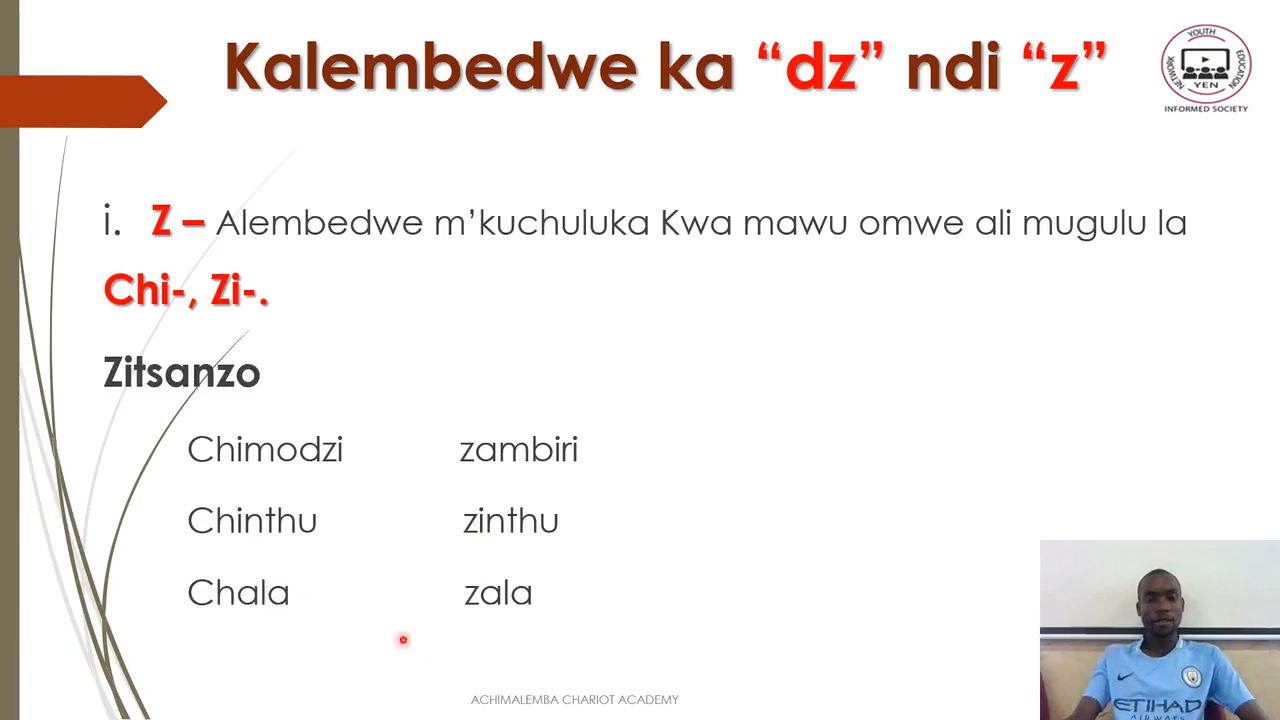 Kalembedwe ka “dz” ndi “z”
YOUTH EDUCATION NETWORK
YEN
INFORMED SOCIETY
i. Z – Alembedwe m’kuchuluka Kwa mawu omwe ali mugulu la
Chi-, Zi-.
Zitsanzo
Chimodzi zambiri
Chinthu zinthu
Chala zala
ACHIMALEMBA CHARIOT ACADEMY
ETIHAD
AIRWAYS